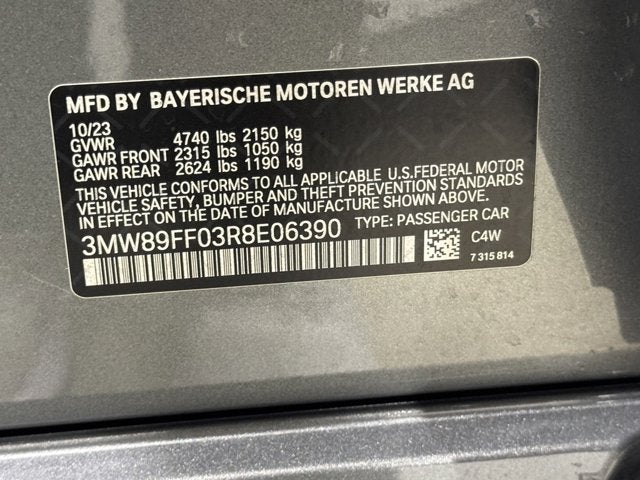 MFD BY BAYERISCHE MOTOREN WERKE AG
10/23
GVWR 4740 lbs 2150 kg
GAWR FRONT 2315 lbs 1050 kg
GAWR REAR 2624 lbs 1190 kg
THIS VEHICLE CONFORMS TO ALL APPLICABLE U.S.FEDERAL MOTOR
VEHICLE SAFETY, BUMPER AND THEFT PREVENTION STANDARDS
IN EFFECT ON THE DATE OF MANUFACTURE SHOWN ABOVE.
3MW89FF03R8E06390 TYPE: PASSENGER CAR
C4W
7 315 814